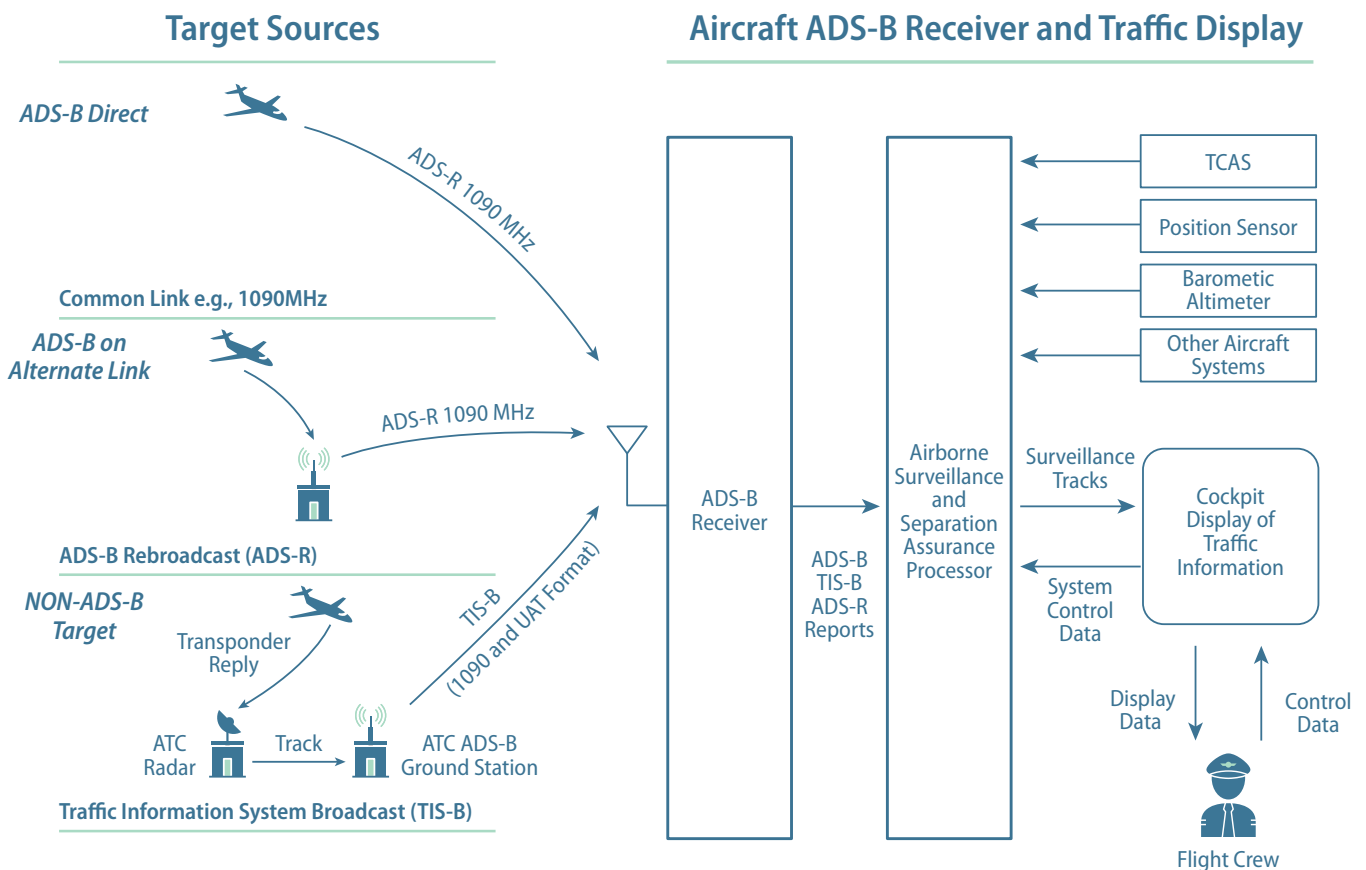 Target Sources
Aircraft ADS-B Receiver and Traffic Display
ADS-B Direct
ADS-R 1090 MHz
Common Link e.g., 1090MHz
ADS-B on
Alternate Link
ADS-R 1090 MHz
ADS-B Rebroadcast (ADS-R)
NON-ADS-B
Target
Transponder
Reply
ATC
Radar
Track
ATC ADS-B
Ground Station
TIS-B
(1090 and UAT Format)
Traffic Information System Broadcast (TIS-B)
ADS-B
Receiver
ADS-B
TIS-B
ADS-R
Reports
Airborne
Surveillance
and
Separation
Assurance
Processor
TCAS
Position Sensor
Barometic
Altimeter
Other Aircraft
Systems
Surveillance
Tracks
System
Control
Data
Cockpit
Display of
Traffic
Information
Display
Data
Control
Data
Flight Crew